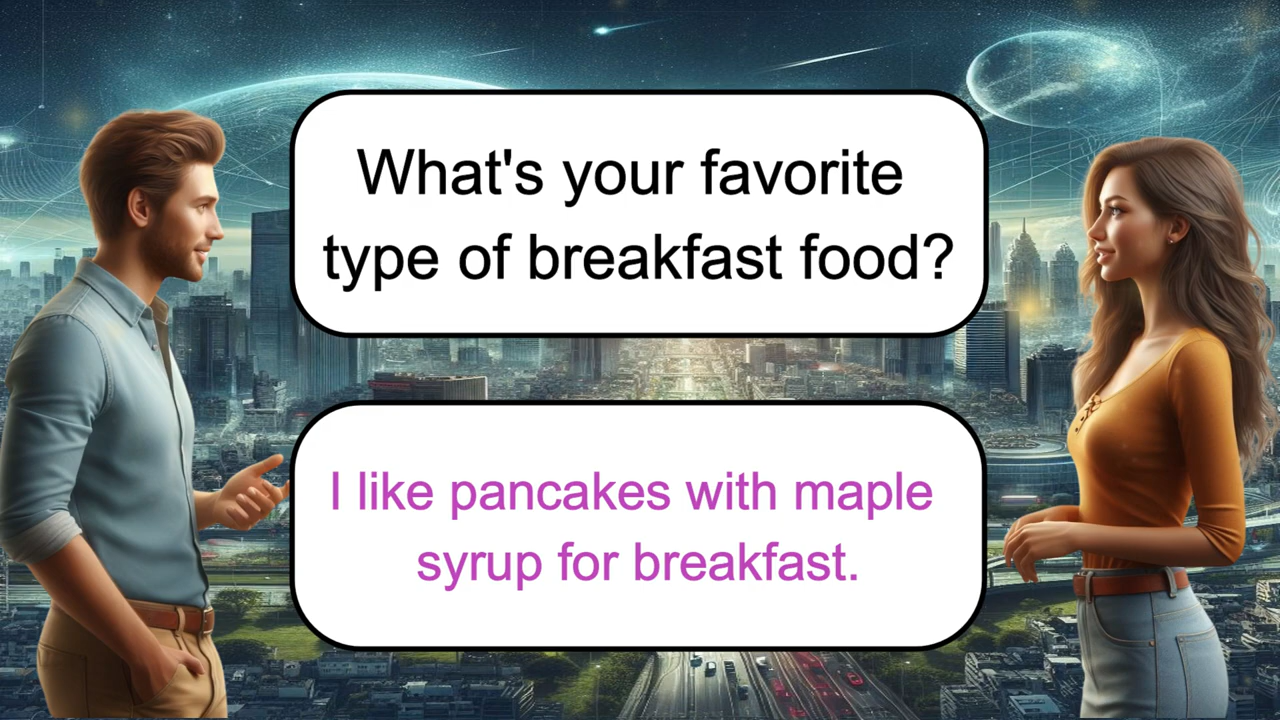 What's your favorite
type of breakfast food?
I like pancakes with maple
syrup for breakfast.